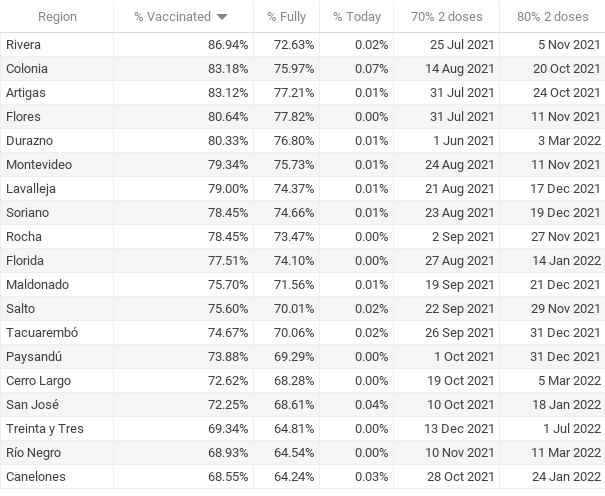 Region % Vaccinated % Fully % Today 70% 2 doses 80% 2 doses
Rivera 86.94% 72.63% 0.02% 25 Jul 2021 5 Nov 2021
Colonia 83.18% 75.97% 0.07% 14 Aug 2021 20 Oct 2021
Artigas 83.12% 77.21% 0.01% 31 Jul 2021 24 Oct 2021
Flores 80.64% 77.82% 0.00% 31 Jul 2021 11 Nov 2021
Durazno 80.33% 76.80% 0.01% 1 Jun 2021 3 Mar 2022
Montevideo 79.34% 75.73% 0.01% 24 Aug 2021 11 Nov 2021
Lavalleja 79.00% 74.37% 0.01% 21 Aug 2021 17 Dec 2021
Soriano 78.45% 74.66% 0.01% 23 Aug 2021 19 Dec 2021
Rocha 78.45% 73.47% 0.00% 2 Sep 2021 27 Nov 2021
Florida 77.51% 74.10% 0.00% 27 Aug 2021 14 Jan 2022
Maldonado 75.70% 71.56% 0.01% 19 Sep 2021 21 Dec 2021
Salto 75.60% 70.01% 0.02% 22 Sep 2021 29 Nov 2021
Tacuarembó 74.67% 70.06% 0.02% 26 Sep 2021 31 Dec 2021
Paysandú 73.88% 69.29% 0.00% 1 Oct 2021 31 Dec 2021
Cerro Largo 72.62% 68.28% 0.00% 19 Oct 2021 5 Mar 2022
San José 72.25% 68.61% 0.04% 10 Oct 2021 18 Jan 2022
Treinta y Tres 69.34% 64.81% 0.00% 13 Dec 2021 1 Jul 2022
Río Negro 68.93% 64.54% 0.00% 10 Nov 2021 11 Mar 2022
Canelones 68.55% 64.24% 0.03% 28 Oct 2021 24 Jan 2022